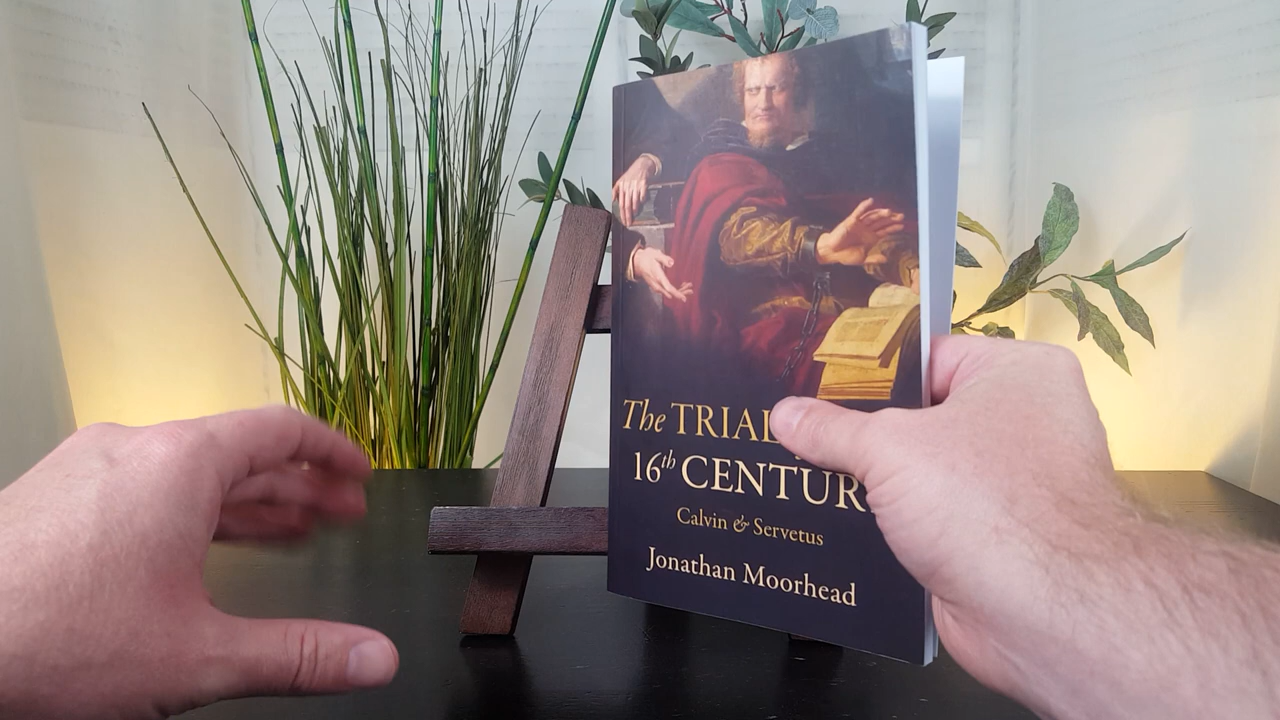 The TRIAL
16th CENTUR
Calvin & Servetus
Jonathan Moorhead